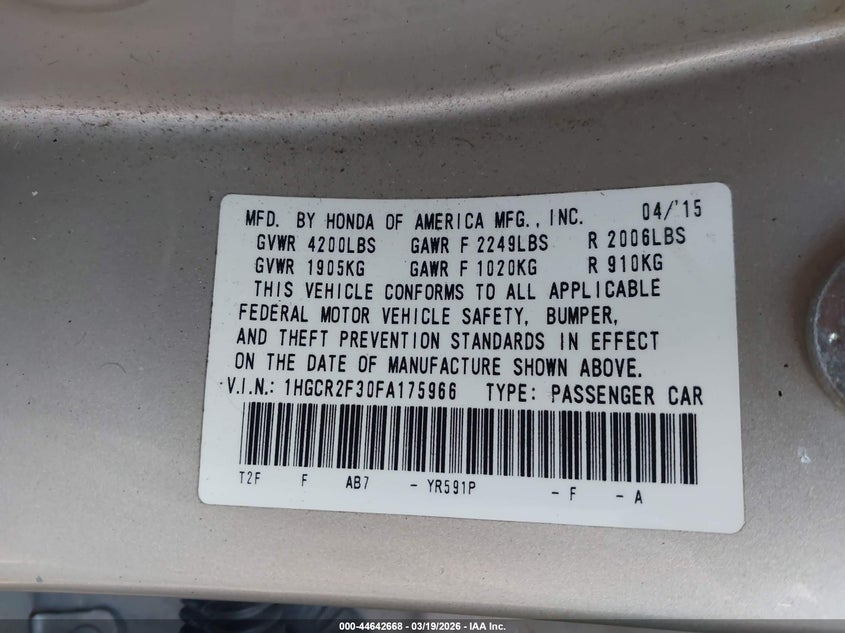 MFD. BY HONDA OF AMERICA MFG., INC. 04/'15
GVWR 4200LBS GAWR F 2249LBS R 2006LBS
GVWR 1905KG GAWR F 1020KG R 910KG
THIS VEHICLE CONFORMS TO ALL APPLICABLE
FEDERAL MOTOR VEHICLE SAFETY, BUMPER,
AND THEFT PREVENTION STANDARDS IN EFFECT
ON THE DATE OF MANUFACTURE SHOWN ABOVE.
V.I.N.: 1HGCR2F30FA175966 TYPE: PASSENGER CAR
T2F F AB7 - YR591P - F - A
000-44642668 - 03/19/2026 - IAA Inc.